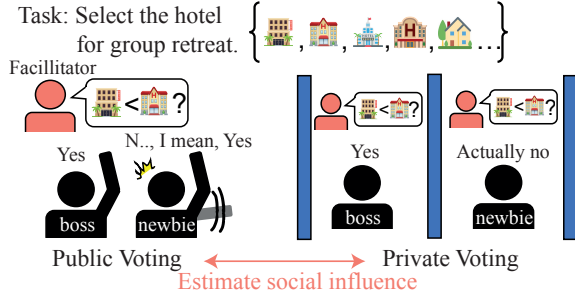 Task: Select the hotel
for group retreat.
{ , , , H , ... }
Facillitator
< ?
Yes
N.., I mean, Yes
boss
newbie
Public Voting
< ?
Yes
boss
< ?
Actually no
newbie
Private Voting
Estimate social influence